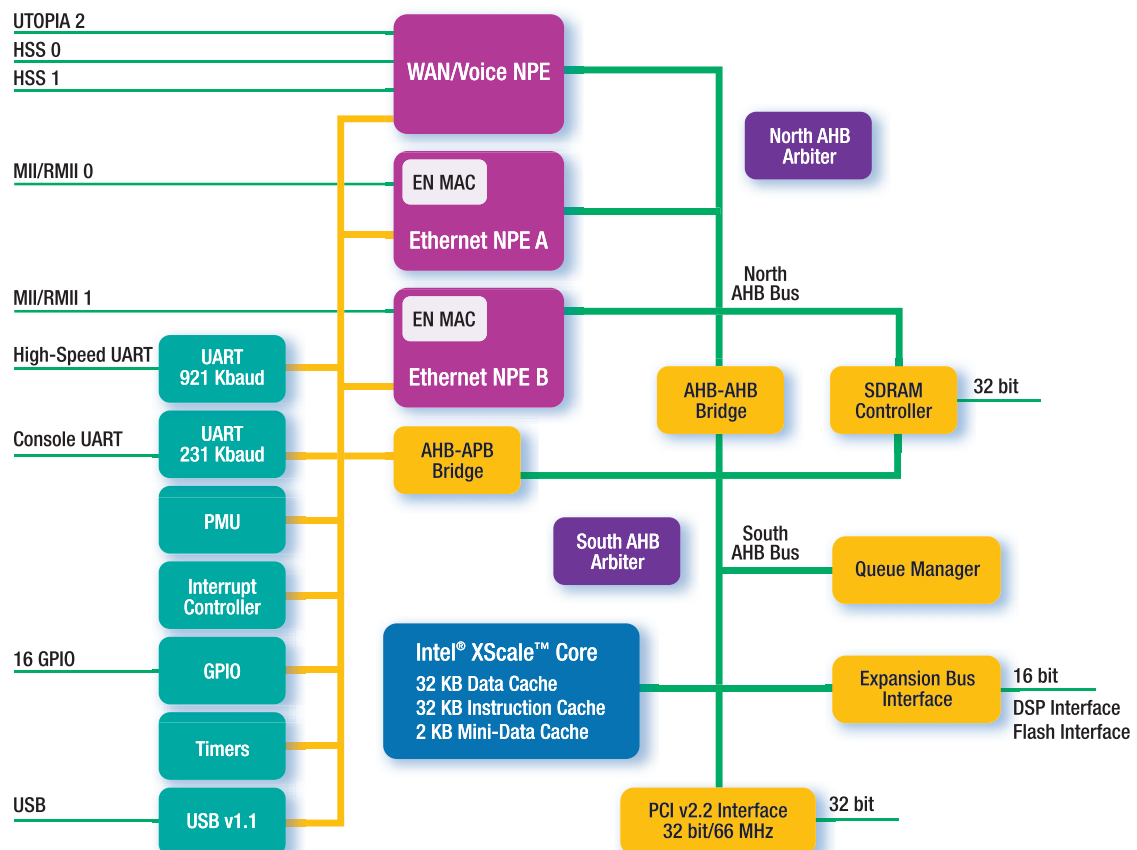 UTOPIA 2
HSS 0
HSS 1
WAN/Voice NPE
North AHB
Arbiter
MII/RMII 0
EN MAC
Ethernet NPE A
MII/RMII 1
EN MAC
Ethernet NPE B
North
AHB Bus
High-Speed UART
UART
921 Kbaud
AHB-AHB
Bridge
SDRAM
Controller
32 bit
Console UART
UART
231 Kbaud
AHB-APB
Bridge
PMU
South AHB
Arbiter
South
AHB Bus
Queue Manager
Interrupt
Controller
Intel® XScale™ Core
32 KB Data Cache
32 KB Instruction Cache
2 KB Mini-Data Cache
16 GPIO
GPIO
Expansion Bus
Interface
16 bit
DSP Interface
Flash Interface
Timers
USB
USB v1.1
PCI v2.2 Interface
32 bit/66 MHz
32 bit